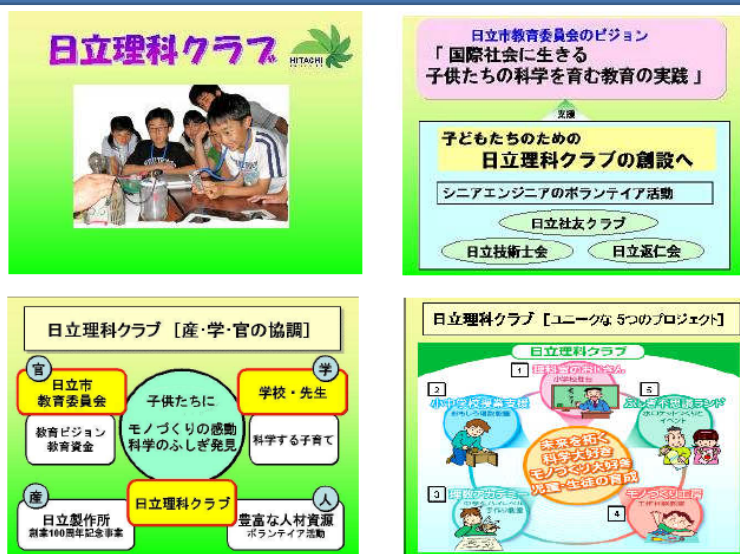 日立理科クラブ
HITACHI
日立市教育委員会のビジョン
「 国際社会に生きる
子供たちの科学を育む教育の実践 」
支援
子どもたちのための
日立理科クラブの創設へ
シニアエンジニアのボランテイア活動
日立社友クラブ
日立技術士会
日立返仁会
日立理科クラブ [産・学・官の協調]
官
日立市
教育委員会
教育ビジョン
教育資金
子供たちに
モノづくりの感動
科学のふしぎ発見
学
学校・先生
科学する子育て
産
日立製作所
創業100周年記念事業
日立理科クラブ
人
豊富な人材資源
ボランテイア活動
日立理科クラブ [ユニークな 5つのプロジェクト]
日立理科クラブ
1
理科室のおじさん
2
小中学校授業支援
5
ふしぎ不思議ランド
イベント
未来を拓く
科学大好き
モノづくり大好き
児童・生徒の育成
3
理数アカデミー
4
モノづくり工房